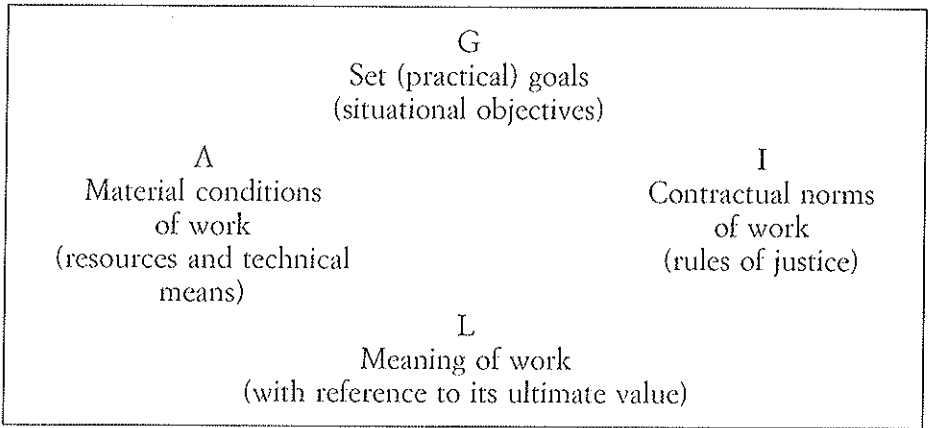 G
Set (practical) goals
(situational objectives)
A
Material conditions
of work
(resources and technical
means)
I
Contractual norms
of work
(rules of justice)
L
Meaning of work
(with reference to its ultimate value)